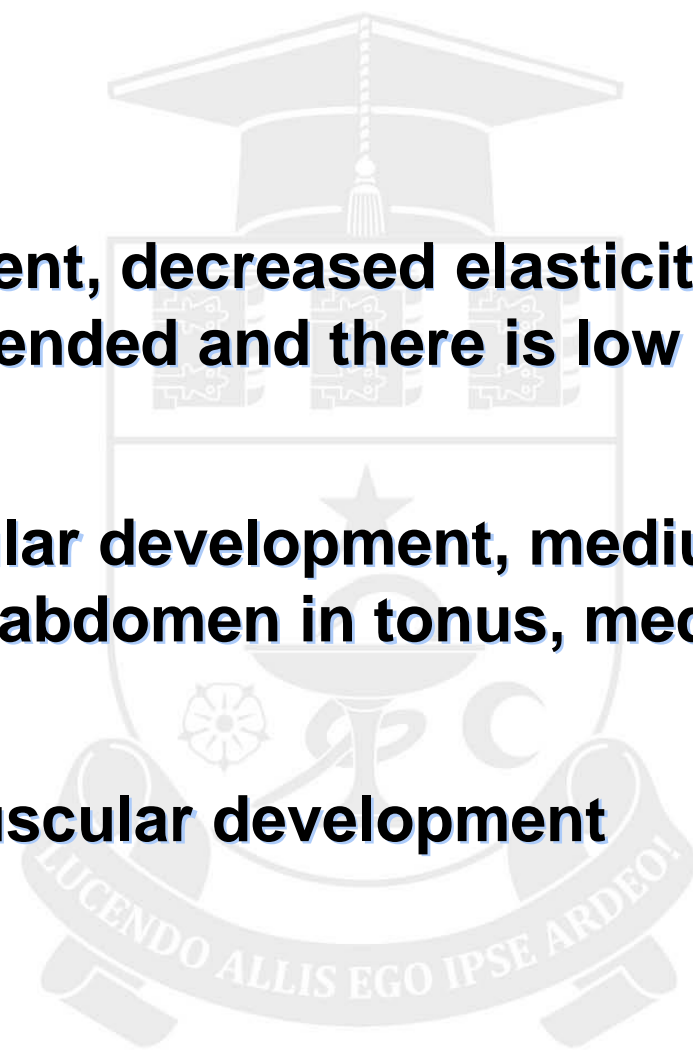 ent, decreased elasticit
ended and there is low
lar development, mediu
abdomen in tonus, med
uscular development
LUCENDO ALLIS EGO IPSE ARDEO!